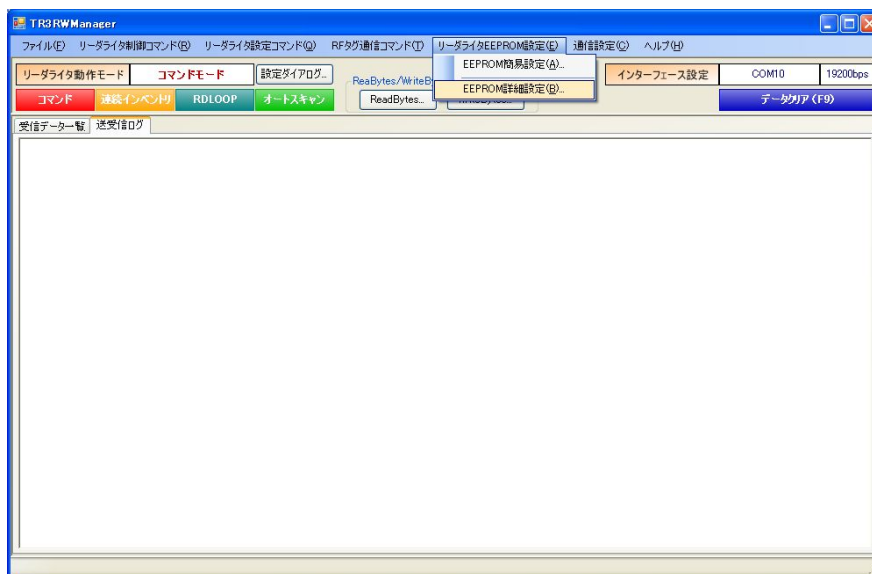 TR3RWManager
ファイル(F) リーダライタ制御コマンド(R) リーダライタ設定コマンド(Q) RFタグ通信コマンド(T) リーダライタEEPROM設定(E) 通信設定(C) ヘルプ(H)
EEPROM簡易設定(A)...
EEPROM詳細設定(B)...
リーダライタ動作モード コマンドモード 設定ダイアログ... ReaBytes/WriteB インターフェース設定 COM10 19200bps
コマンド 連続インベントリ RDLOOP オートスキャン ReadBytes... データクリア(F9)
受信データ一覧 送受信ログ